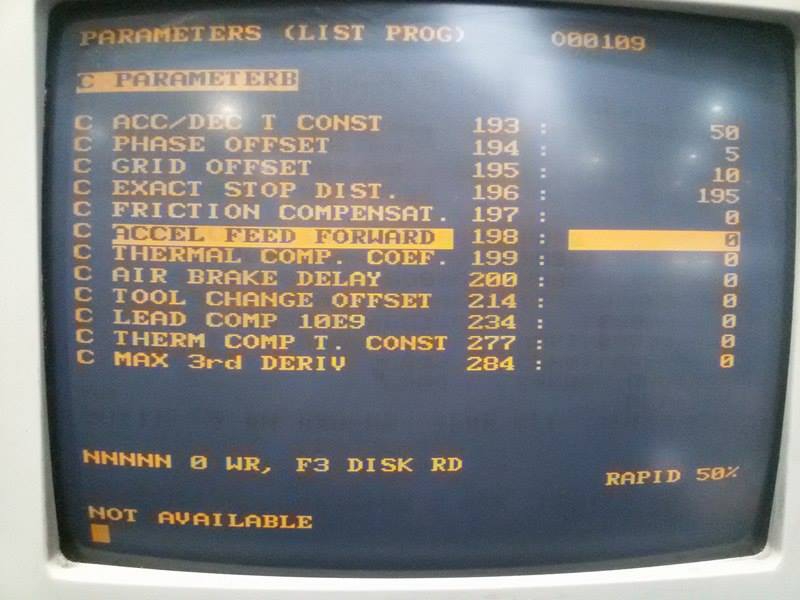 PARAMETERS (LIST PROG) O00109
C PARAMETERB
C ACC/DEC T CONST 193 : 50
C PHASE OFFSET 194 : 5
C GRID OFFSET 195 : 10
C EXACT STOP DIST. 196 : 195
C FRICTION COMPENSAT. 197 : 0
C ACCEL FEED FORWARD 198 : 0
C THERMAL COMP. COEF. 199 : 0
C AIR BRAKE DELAY 200 : 0
C TOOL CHANGE OFFSET 214 : 0
C LEAD COMP 10E9 234 : 0
C THERM COMP T. CONST 277 : 0
C MAX 3rd DERIV 284 : 0
NNNNN 0 WR, F3 DISK RD
RAPID 50%
NOT AVAILABLE